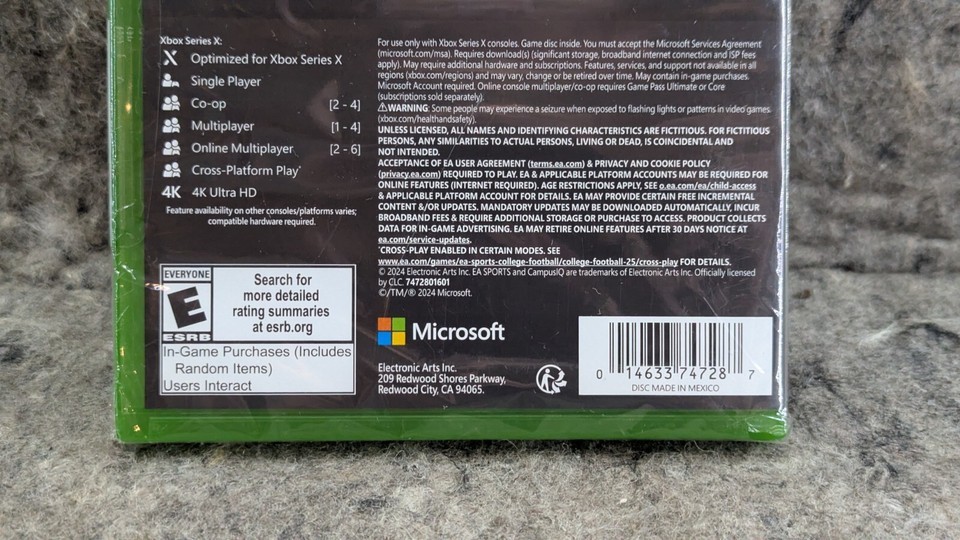 Xbox Series X:
Optimized for Xbox Series X
Single Player
Co-op [2 - 4]
Multiplayer [1 - 4]
Online Multiplayer [2 - 6]
Cross-Platform Play*
4K 4K Ultra HD
Feature availability on other consoles/platforms varies;
compatible hardware required.
EVERYONE
E
ESRB
Search for
more detailed
rating summaries
at esrb.org
In-Game Purchases (Includes
Random Items)
Users Interact
For use only with Xbox Series X consoles. Game disc inside. You must accept the Microsoft Services Agreement
(microsoft.com/msa). Requires download(s) (significant storage, broadband internet connection and ISP fees
apply). May require additional hardware and subscriptions. Features, services, and support not available in all
regions (xbox.com/regions) and may vary, change or be retired over time. May contain in-game purchases.
Microsoft Account required. Online console multiplayer/co-op requires Game Pass Ultimate or Core
(subscriptions sold separately).
⚠WARNING: Some people may experience a seizure when exposed to flashing lights or patterns in video games
(xbox.com/healthandsafety).
UNLESS LICENSED, ALL NAMES AND IDENTIFYING CHARACTERISTICS ARE FICTITIOUS. FOR FICTITIOUS
PERSONS, ANY SIMILARITIES TO ACTUAL PERSONS, LIVING OR DEAD, IS COINCIDENTAL AND
NOT INTENDED.
ACCEPTANCE OF EA USER AGREEMENT (terms.ea.com) & PRIVACY AND COOKIE POLICY
(privacy.ea.com) REQUIRED TO PLAY. EA & APPLICABLE PLATFORM ACCOUNTS MAY BE REQUIRED FOR
ONLINE FEATURES (INTERNET REQUIRED). AGE RESTRICTIONS APPLY, SEE o.ea.com/ea/child-access
& APPLICABLE PLATFORM ACCOUNT FOR DETAILS. EA MAY PROVIDE CERTAIN FREE INCREMENTAL
CONTENT &/OR UPDATES. MANDATORY UPDATES MAY BE DOWNLOADED AUTOMATICALLY, INCUR
BROADBAND FEES & REQUIRE ADDITIONAL STORAGE OR PURCHASE TO ACCESS. PRODUCT COLLECTS
DATA FOR IN-GAME ADVERTISING. EA MAY RETIRE ONLINE FEATURES AFTER 30 DAYS NOTICE AT
ea.com/service-updates.
*CROSS-PLAY ENABLED IN CERTAIN MODES. SEE
www.ea.com/games/ea-sports-college-football/college-football-25/cross-play FOR DETAILS.
© 2024 Electronic Arts Inc. EA SPORTS and CampusIQ are trademarks of Electronic Arts Inc. Officially licensed
by CLC. 7472801601
©/TM/® 2024 Microsoft.
Microsoft
Electronic Arts Inc.
209 Redwood Shores Parkway,
Redwood City, CA 94065.
0 14633 74728 7
DISC MADE IN MEXICO